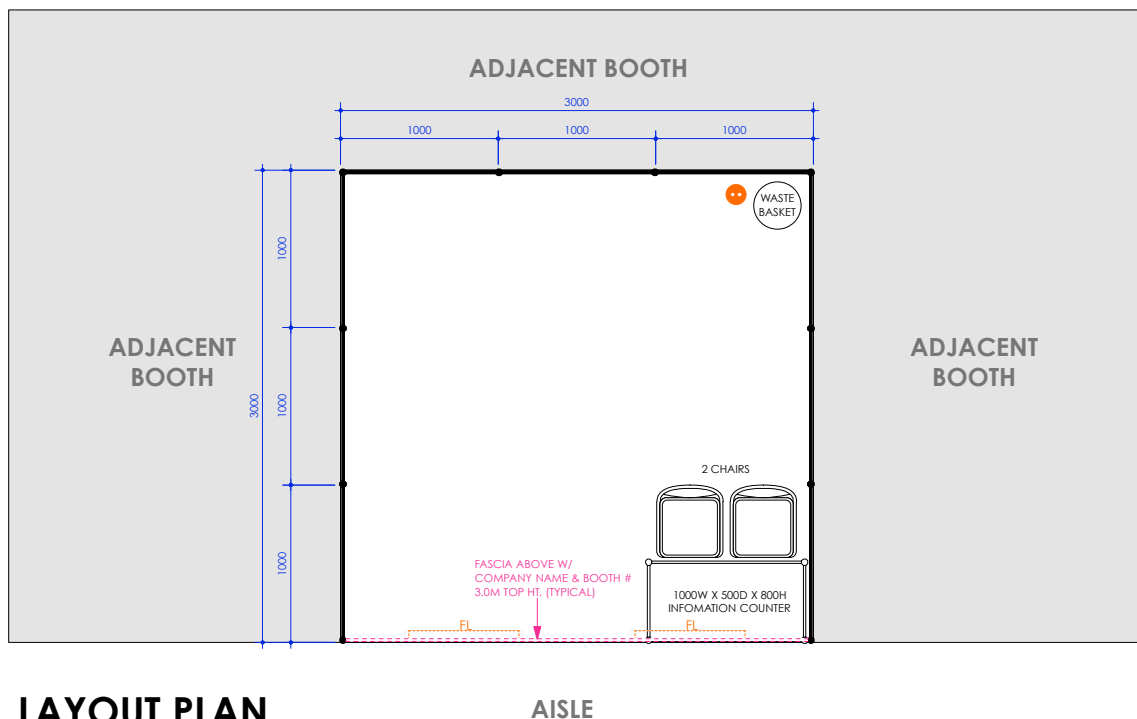 ADJACENT BOOTH
3000
1000
1000
1000
WASTE
BASKET
1000
ADJACENT
BOOTH
ADJACENT
BOOTH
3000
1000
2 CHAIRS
1000
FASCIA ABOVE W/
COMPANY NAME & BOOTH #
3.0M TOP HT. (TYPICAL)
1000W X 500D X 800H
INFOMATION COUNTER
FL
FL
LAYOUT PLAN
AISLE